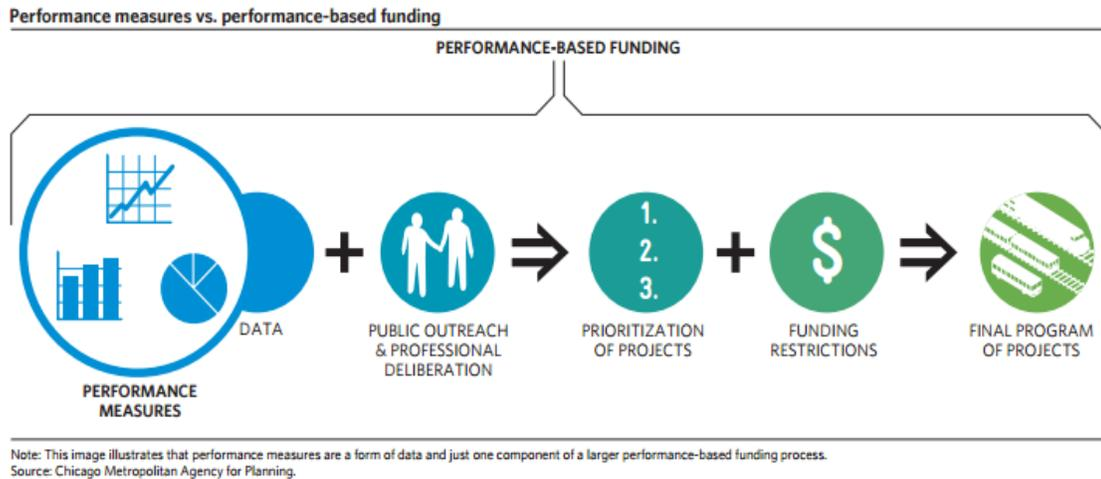 Performance measures vs. performance-based funding
PERFORMANCE-BASED FUNDING
1.
2.
3.
$
DATA
PUBLIC OUTREACH
& PROFESSIONAL
DELIBERATION
PRIORITIZATION
OF PROJECTS
FUNDING
RESTRICTIONS
FINAL PROGRAM
OF PROJECTS
PERFORMANCE
MEASURES
Note: This image illustrates that performance measures are a form of data and just one component of a larger performance-based funding process.
Source: Chicago Metropolitan Agency for Planning.